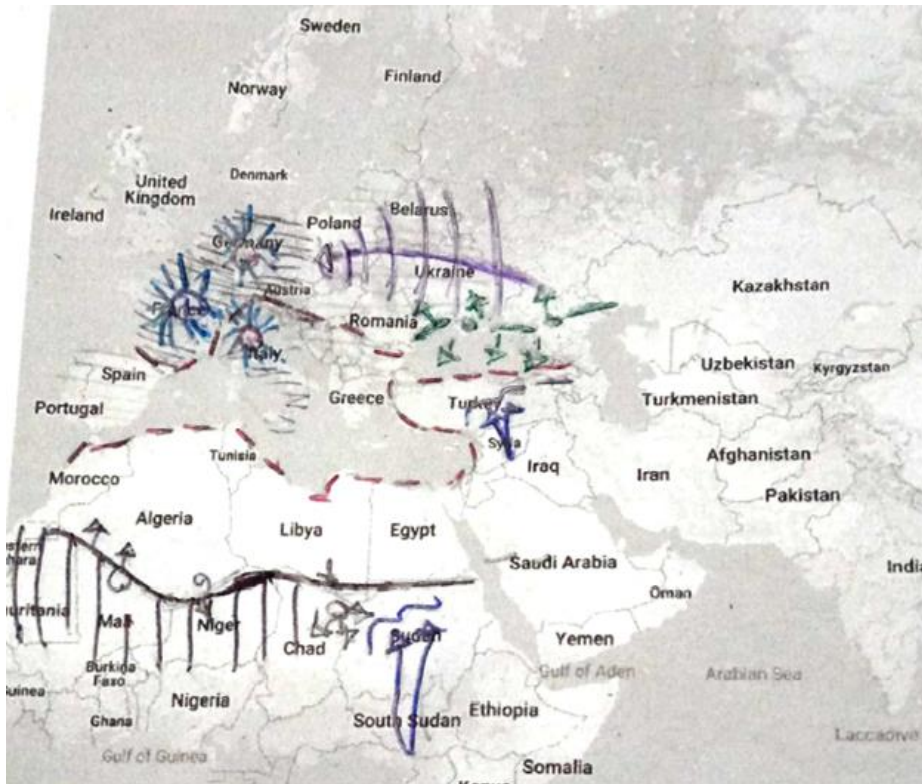 Sweden
Finland
Norway
Denmark
United
Kingdom
Ireland
Poland
Belarus
Germany
Ukraine
Kazakhstan
Austria
France
Romania
Italy
Uzbekistan
Kyrgyzstan
Spain
Greece
Turkey
Turkmenistan
Portugal
Syria
Afghanistan
Tunisia
Iraq
Iran
Morocco
Pakistan
Algeria
Libya
Egypt
Saudi Arabia
India
Oman
Mali
Niger
Sudan
Yemen
Chad
Burkina
Faso
Gulf of Aden
Arabian Sea
Nigeria
Ghana
South Sudan
Ethiopia
Gulf of Guinea
Somalia
Laccadive